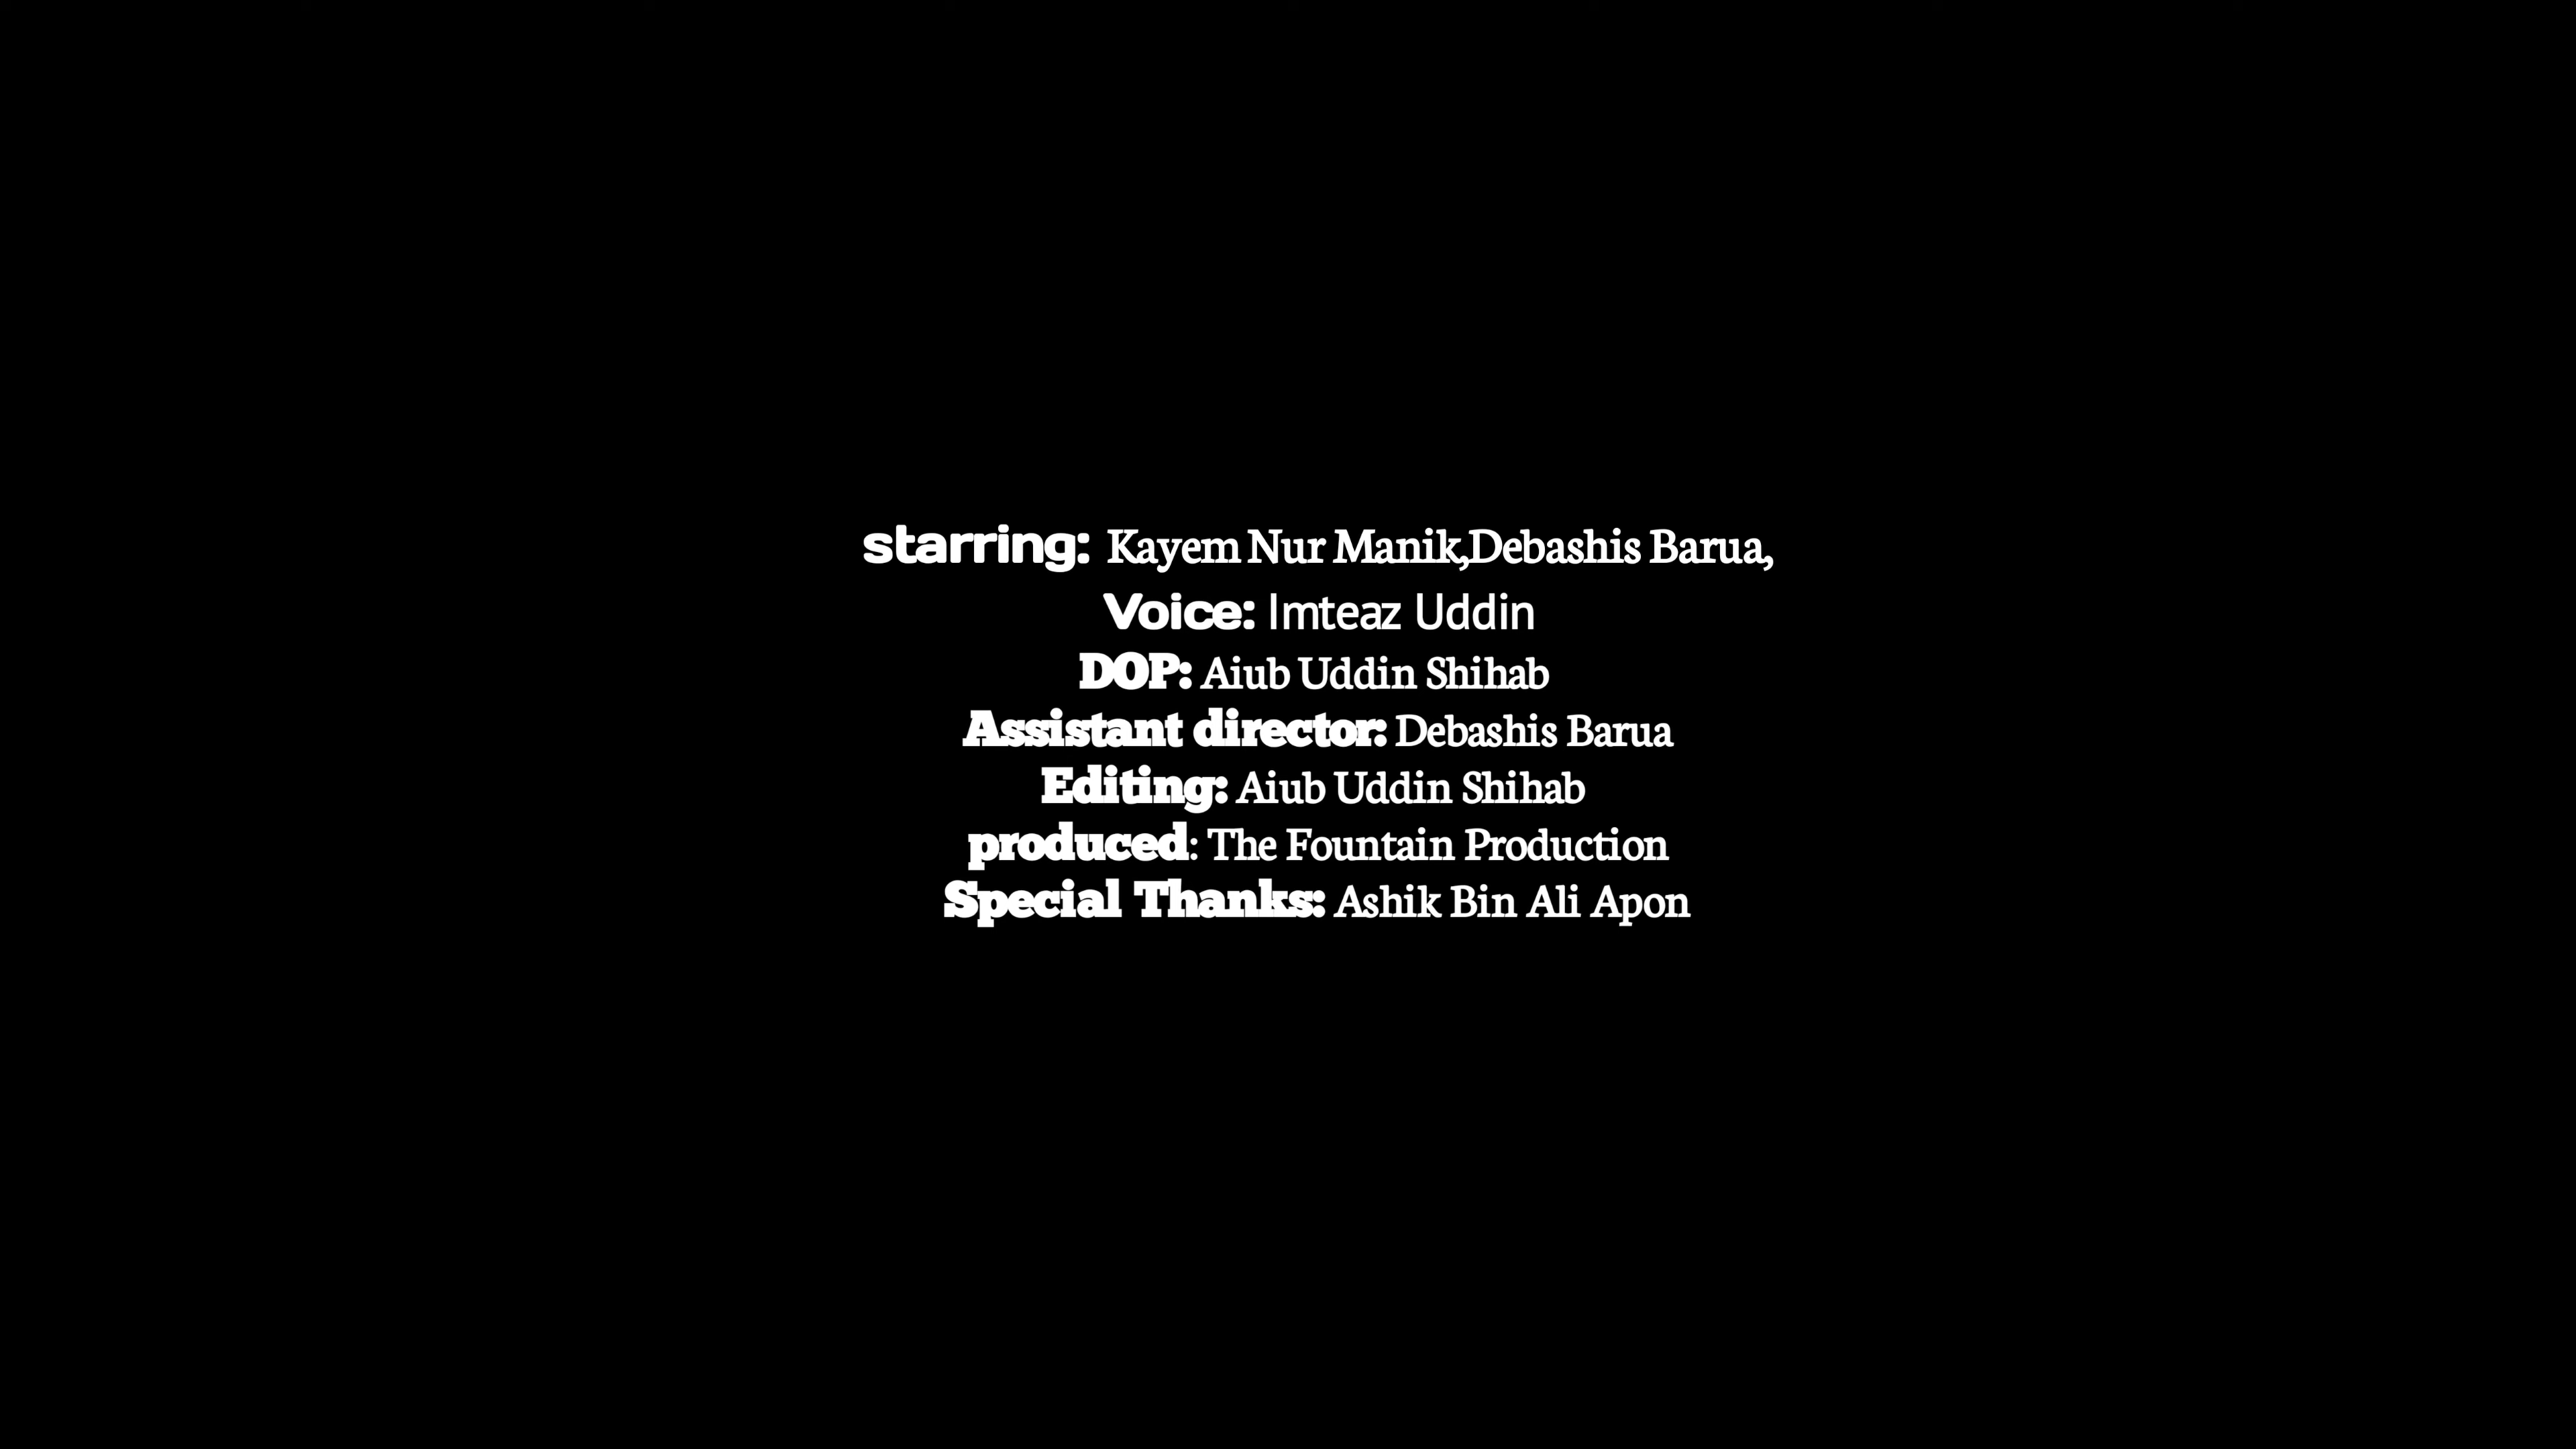 starring: Kayem Nur Manik,Debashis Barua,
Voice: Imteaz Uddin
DOP: Aiub Uddin Shihab
Assistant director: Debashis Barua
Editing: Aiub Uddin Shihab
produced: The Fountain Production
Special Thanks: Ashik Bin Ali Apon